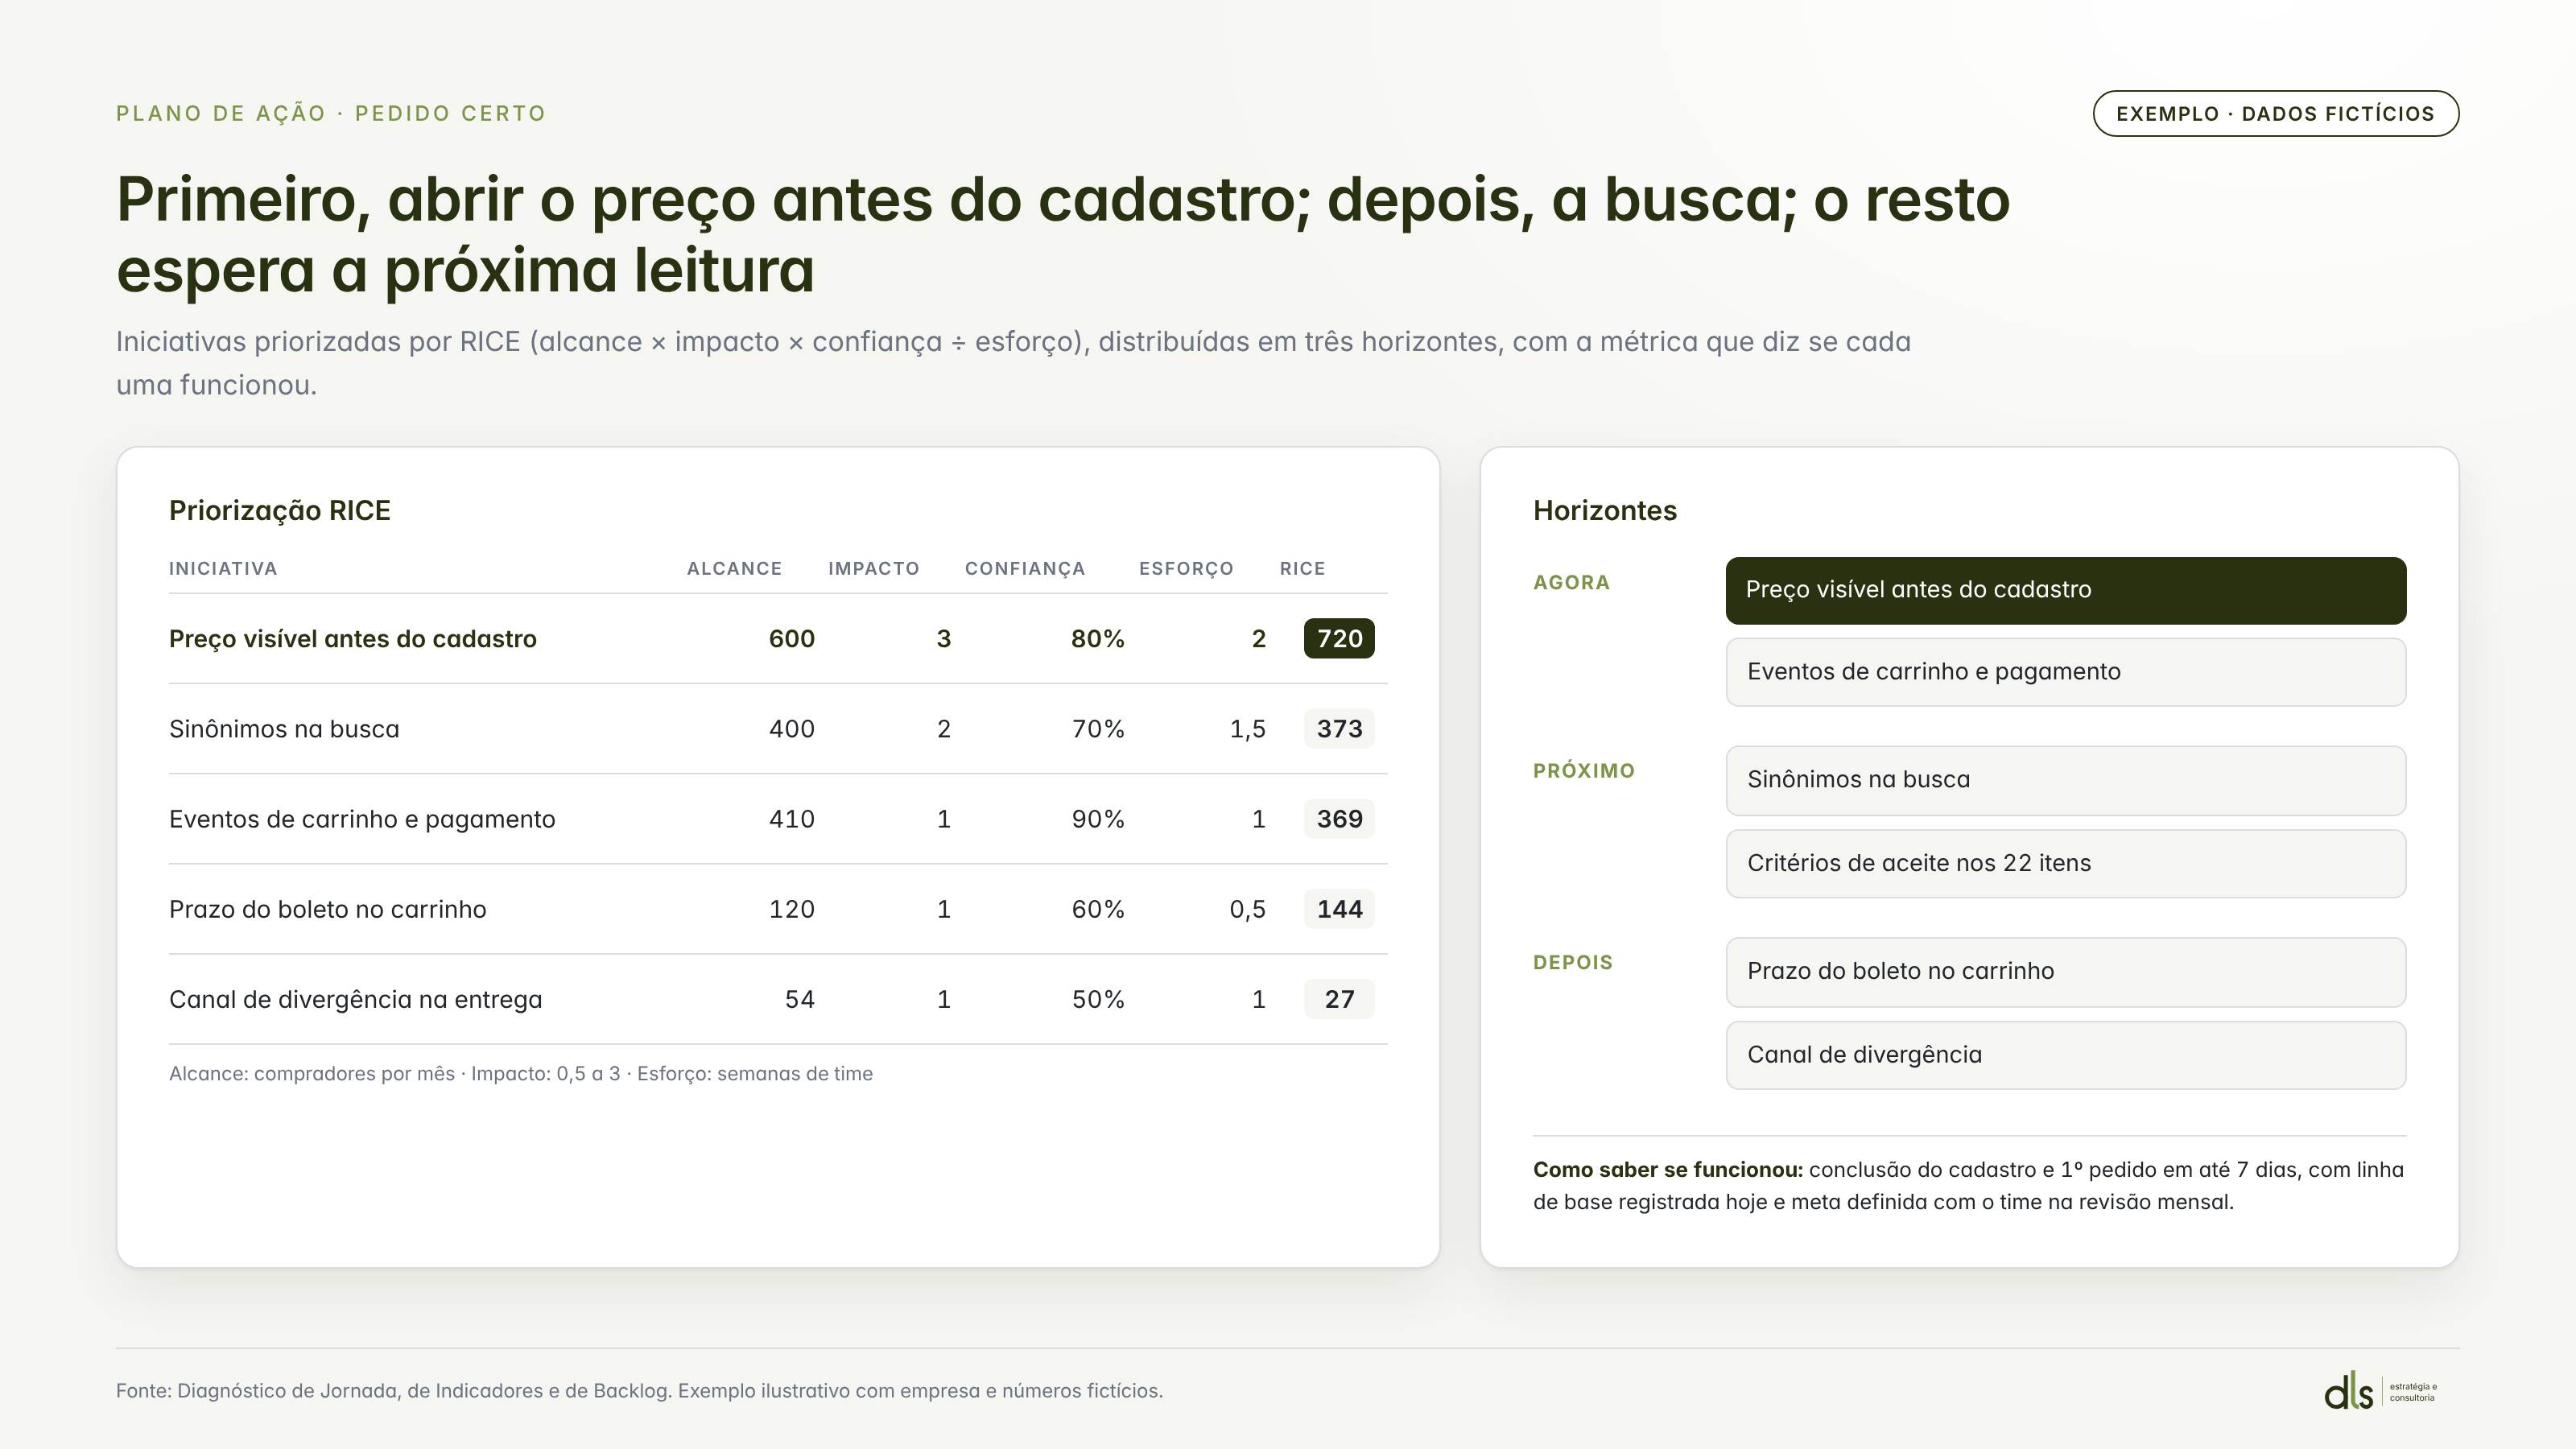 PLANO DE AÇÃO · PEDIDO CERTO
EXEMPLO · DADOS FICTÍCIOS
Primeiro, abrir o preço antes do cadastro; depois, a busca; o resto
espera a próxima leitura
Iniciativas priorizadas por RICE (alcance × impacto × confiança ÷ esforço), distribuídas em três horizontes, com a métrica que diz se cada
uma funcionou.
Priorização RICE
INICIATIVA ALCANCE IMPACTO CONFIANÇA ESFORÇO RICE
Preço visível antes do cadastro 600 3 80% 2 720
Sinônimos na busca 400 2 70% 1,5 373
Eventos de carrinho e pagamento 410 1 90% 1 369
Prazo do boleto no carrinho 120 1 60% 0,5 144
Canal de divergência na entrega 54 1 50% 1 27
Alcance: compradores por mês · Impacto: 0,5 a 3 · Esforço: semanas de time
Horizontes
AGORA
Preço visível antes do cadastro
Eventos de carrinho e pagamento
PRÓXIMO
Sinônimos na busca
Critérios de aceite nos 22 itens
DEPOIS
Prazo do boleto no carrinho
Canal de divergência
Como saber se funcionou: conclusão do cadastro e 1º pedido em até 7 dias, com linha
de base registrada hoje e meta definida com o time na revisão mensal.
Fonte: Diagnóstico de Jornada, de Indicadores e de Backlog. Exemplo ilustrativo com empresa e números fictícios.
dls
estratégia e
consultoria